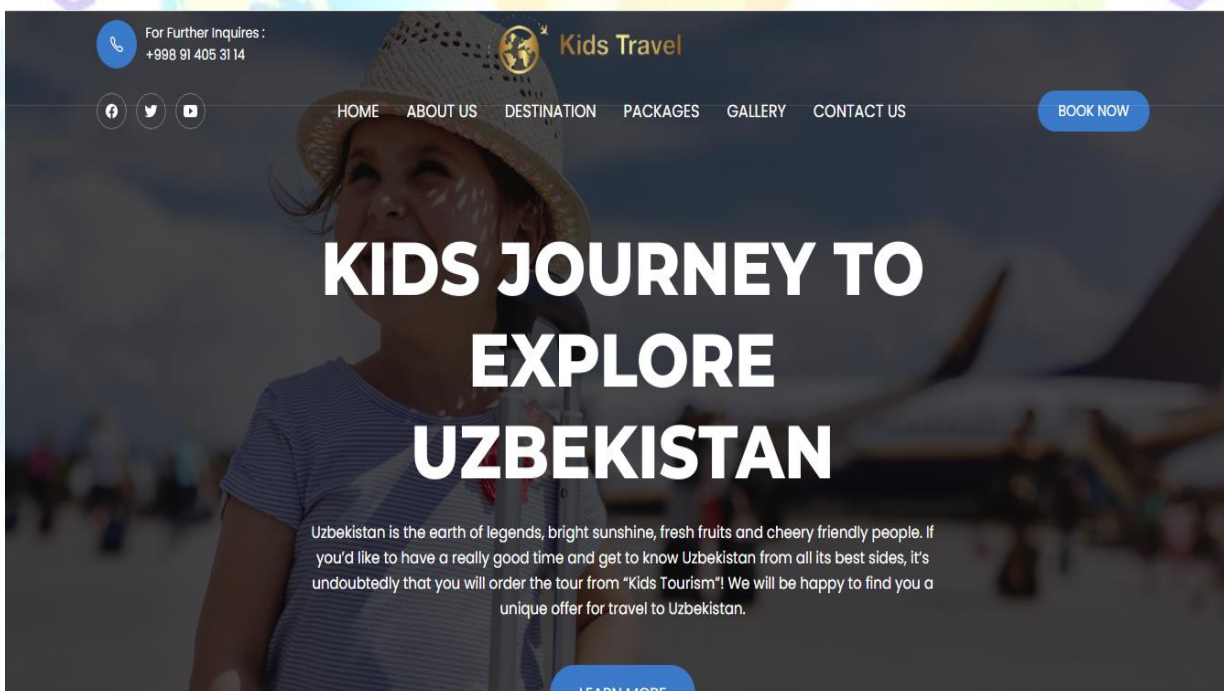 For Further Inquires :
+998 91 405 31 14
Kids Travel
HOME ABOUT US DESTINATION PACKAGES GALLERY CONTACT US
BOOK NOW
KIDS JOURNEY TO
EXPLORE
UZBEKISTAN
Uzbekistan is the earth of legends, bright sunshine, fresh fruits and cheery friendly people. If
you’d like to have a really good time and get to know Uzbekistan from all its best sides, it’s
undoubtedly that you will order the tour from “Kids Tourism”! We will be happy to find you a
unique offer for travel to Uzbekistan.
LEARN MORE